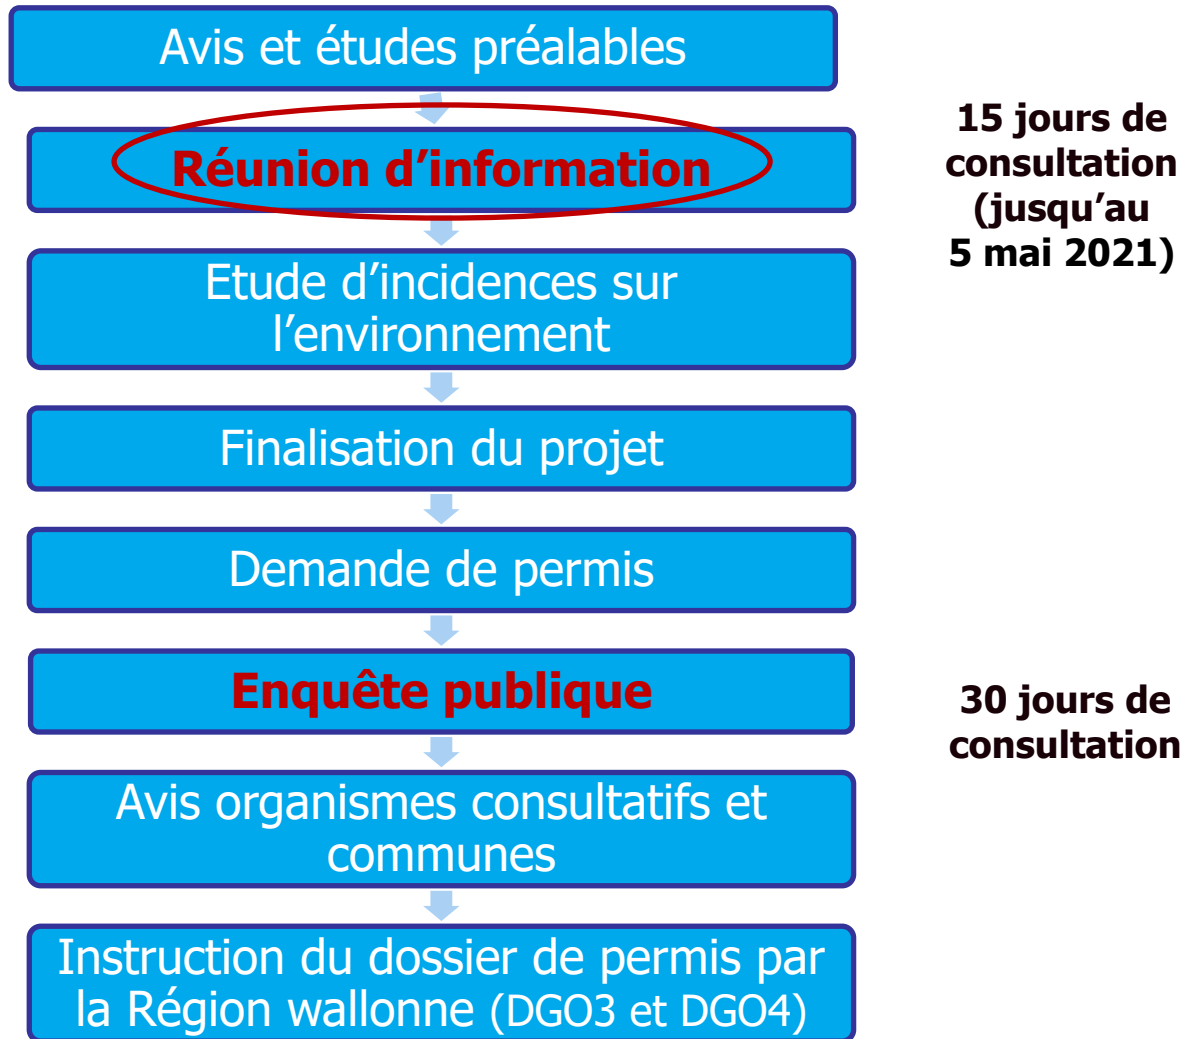 Avis et études préalables
Réunion d'information
15 jours de
consultation
(jusqu'au
5 mai 2021)
Etude d'incidences sur
l'environnement
Finalisation du projet
Demande de permis
Enquête publique
30 jours de
consultation
Avis organismes consultatifs et
communes
Instruction du dossier de permis par
la Région wallonne (DGO3 et DGO4)